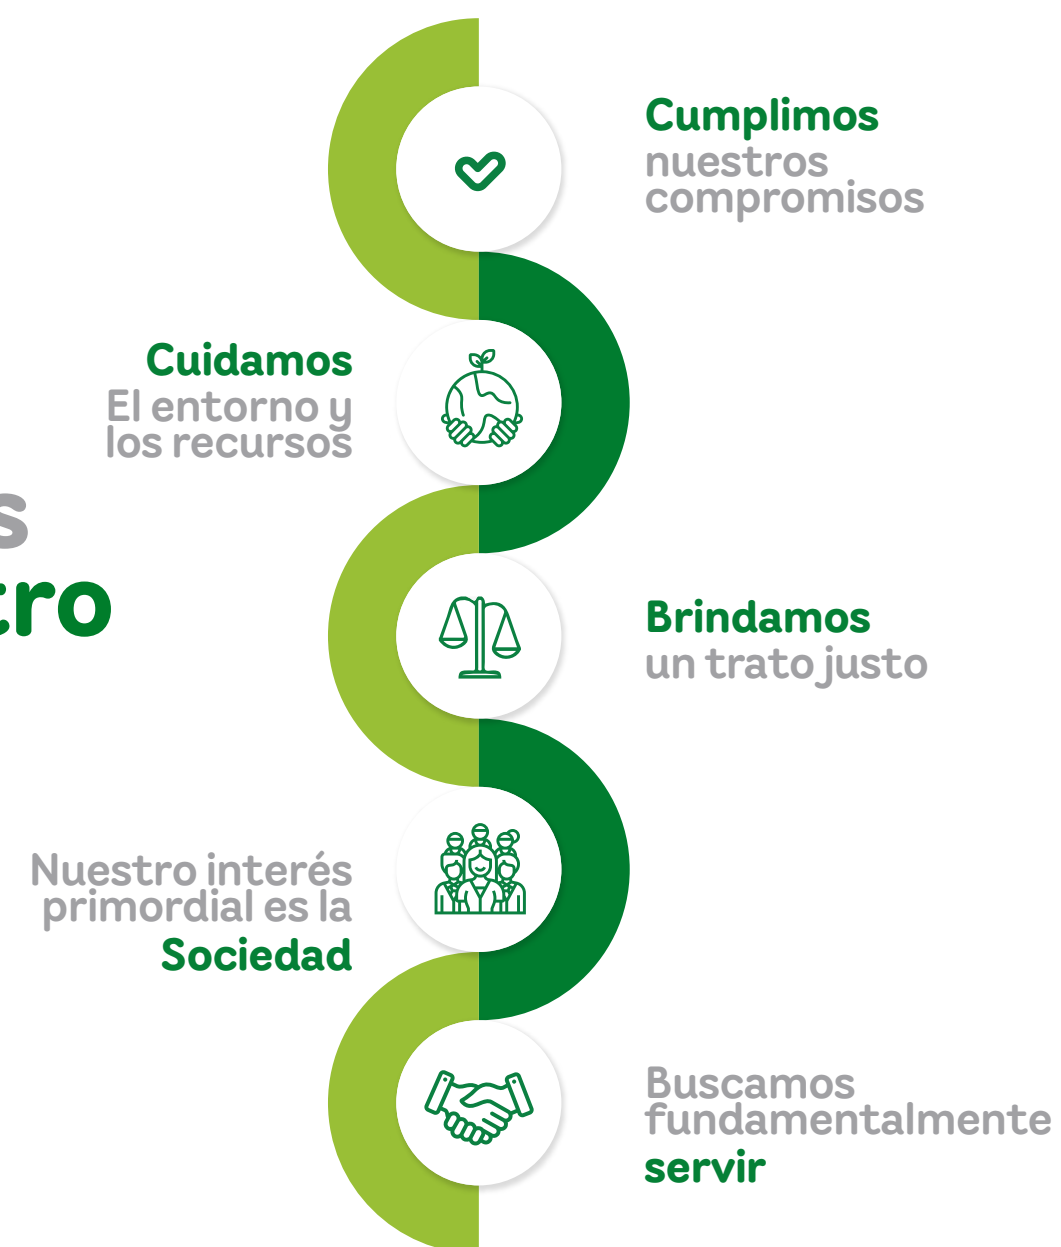 Cumplimos
nuestros
compromisos
Cuidamos
El entorno y
los recursos
Brindamos
un trato justo
Nuestro interés
primordial es la
Sociedad
Buscamos
fundamentalmente
servir